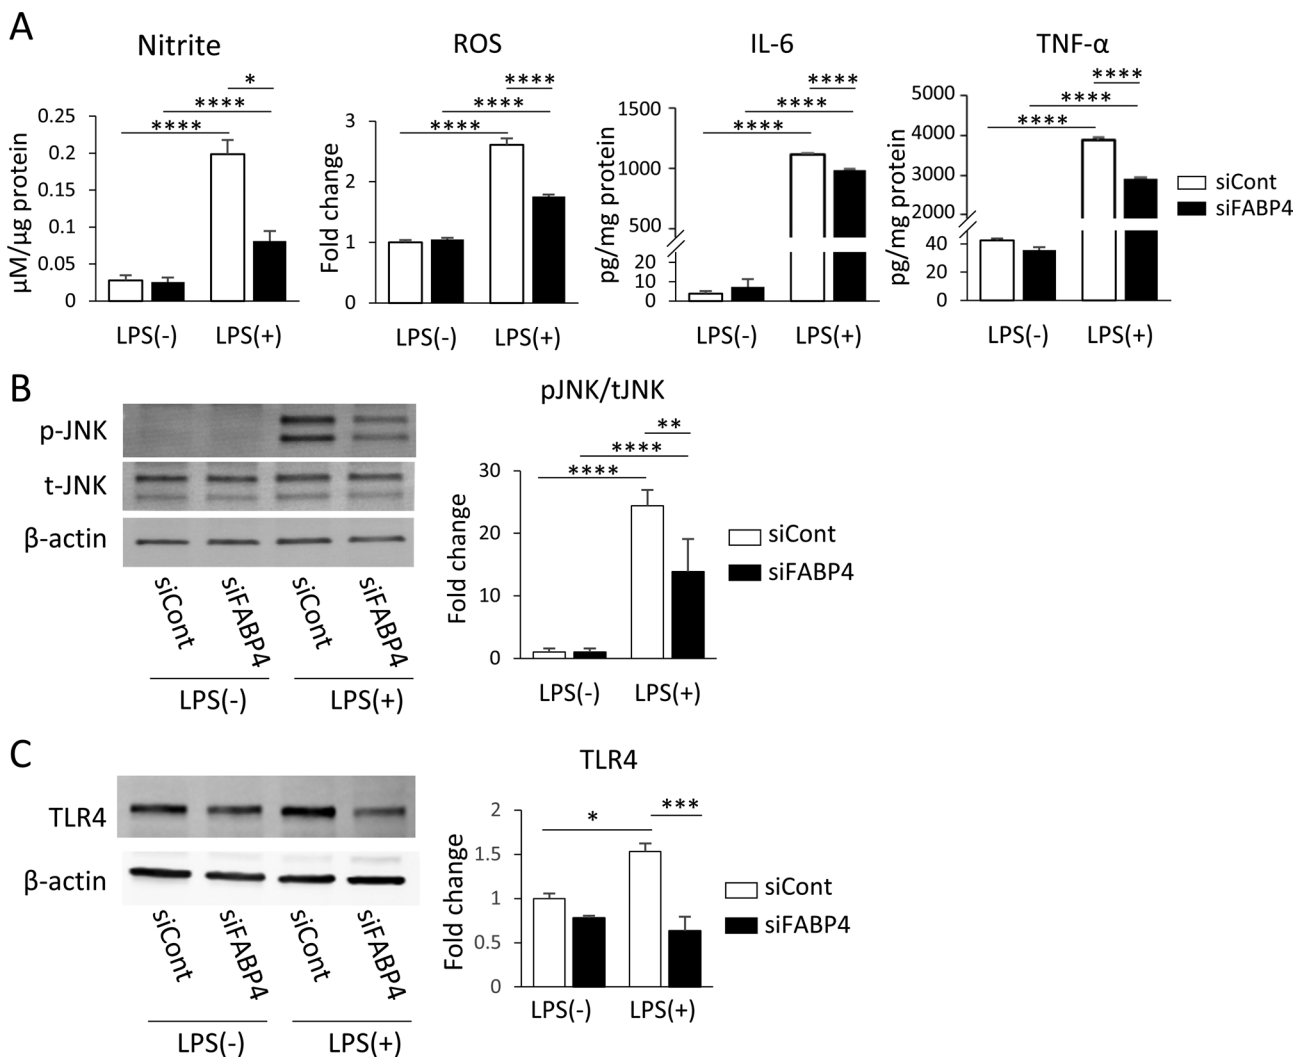 A
Nitrite
ROS
IL-6
TNF-α
*
****
****
****
****
****
****
****
****
****
****
****
μM/μg protein
0.25
0.2
0.15
0.1
0.05
0
LPS(-)
LPS(+)
Fold change
3
2
1
0
LPS(-)
LPS(+)
pg/mg protein
1500
1000
500
20
10
0
LPS(-)
LPS(+)
pg/mg protein
5000
4000
3000
2000
40
20
0
LPS(-)
LPS(+)
siCont
siFABP4
B
p-JNK
t-JNK
β-actin
siCont
siFABP4
siCont
siFABP4
LPS(-)
LPS(+)
pJNK/tJNK
**
****
****
Fold change
30
20
10
0
LPS(-)
LPS(+)
siCont
siFABP4
C
TLR4
β-actin
siCont
siFABP4
siCont
siFABP4
LPS(-)
LPS(+)
TLR4
*
***
Fold change
2
1.5
1
0.5
0
LPS(-)
LPS(+)
siCont
siFABP4